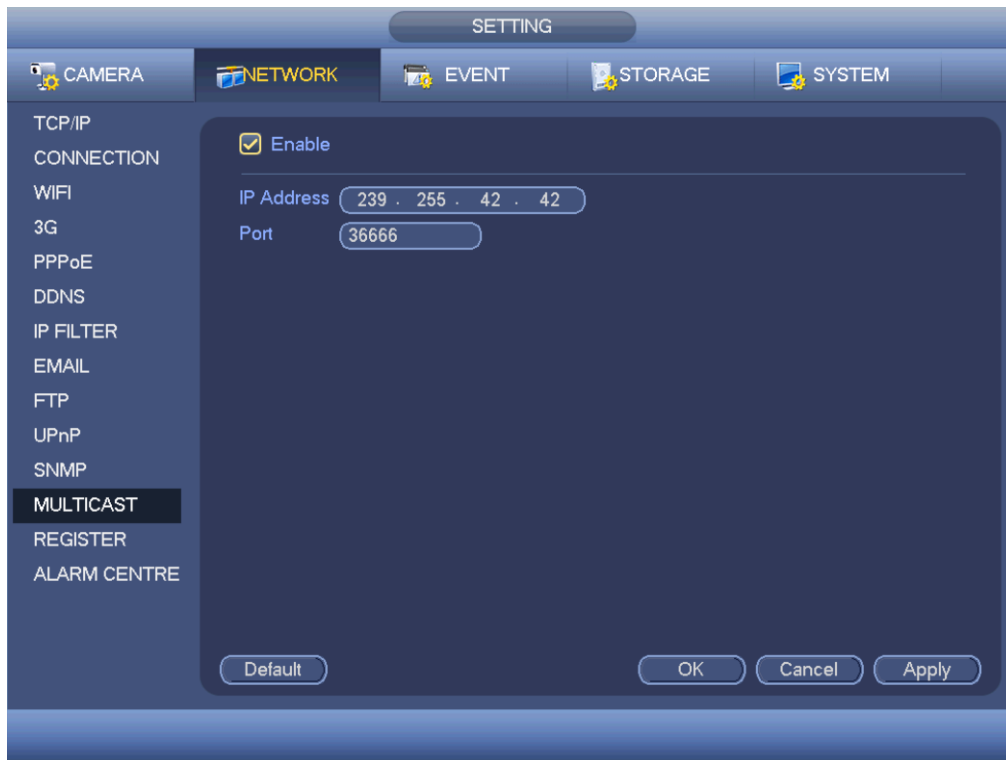 SETTING
CAMERA NETWORK EVENT STORAGE SYSTEM
TCP/IP
CONNECTION
WIFI
3G
PPPoE
DDNS
IP FILTER
EMAIL
FTP
UPnP
SNMP
MULTICAST
REGISTER
ALARM CENTRE
Enable
IP Address 239 . 255 . 42 . 42
Port 36666
Default OK Cancel Apply